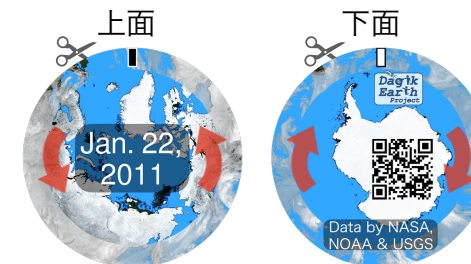 上面
下面
Jan. 22,
2011
Dagik
Earth
Project
Data by NASA,
NOAA & USGS